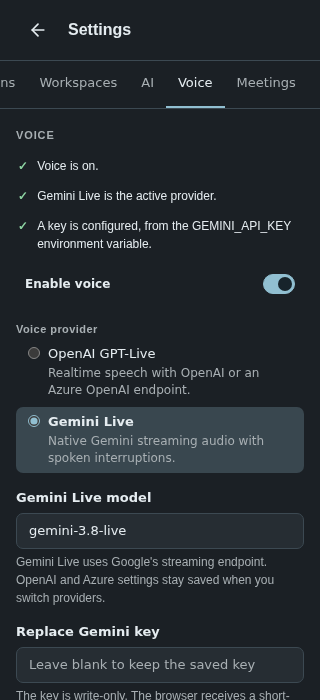 Settings
ns Workspaces AI Voice Meetings
VOICE
✓ Voice is on.
✓ Gemini Live is the active provider.
✓ A key is configured, from the GEMINI_API_KEY
environment variable.
Enable voice
Voice provider
OpenAI GPT-Live
Realtime speech with OpenAI or an
Azure OpenAI endpoint.
Gemini Live
Native Gemini streaming audio with
spoken interruptions.
Gemini Live model
gemini-3.8-live
Gemini Live uses Google's streaming endpoint.
OpenAI and Azure settings stay saved when you
switch providers.
Replace Gemini key
Leave blank to keep the saved key
The key is write-only. The browser receives a short-